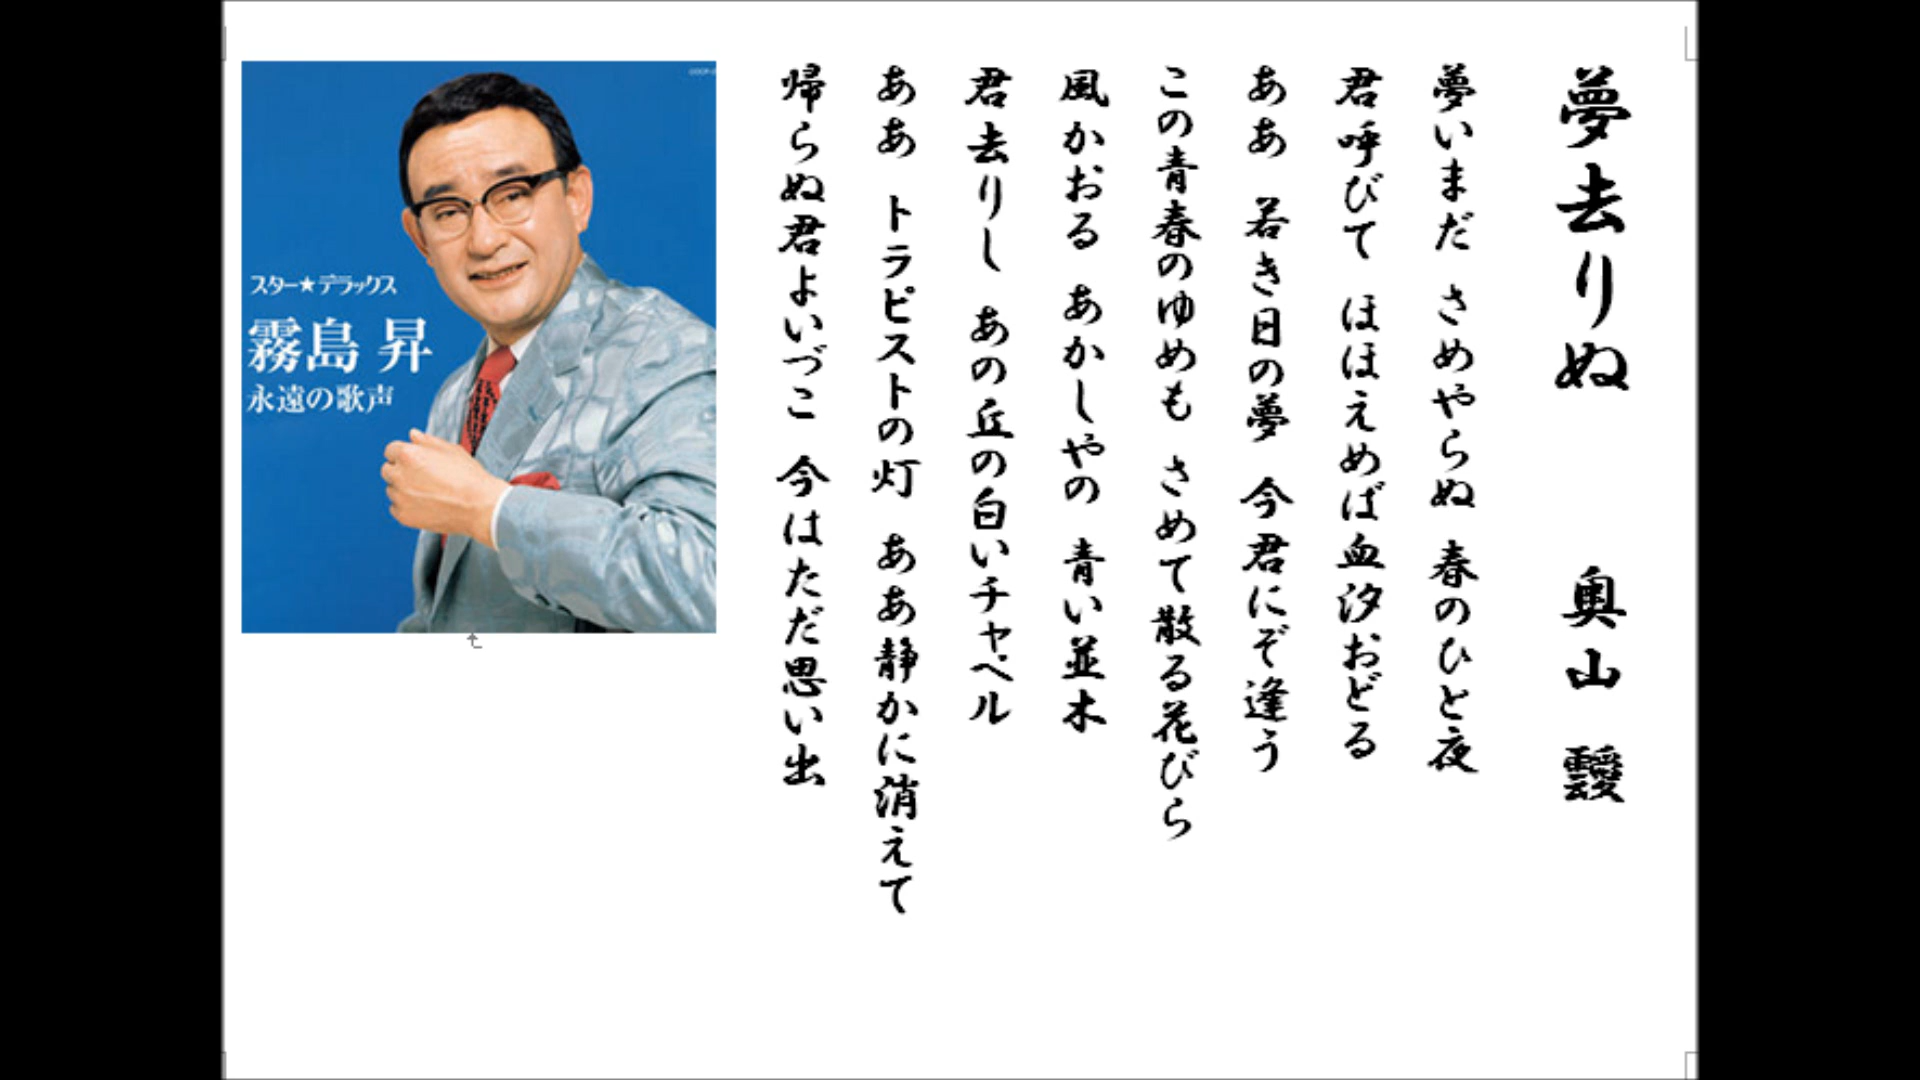 夢去りぬ　奥山靉
夢いまだ さめやらぬ 春のひと夜
君呼びて ほほえめば血汐おどる
ああ 若き日の夢 今君にぞ逢う
この青春のゆめも さめて散る花びら
風かおる あかしやの 青い並木
君去りし あの丘の白いチャペル
ああ トラピストの灯 ああ静かに消えて
帰らぬ君よいづこ 今はただ思い出
スター★デラックス
霧島 昇
永遠の歌声